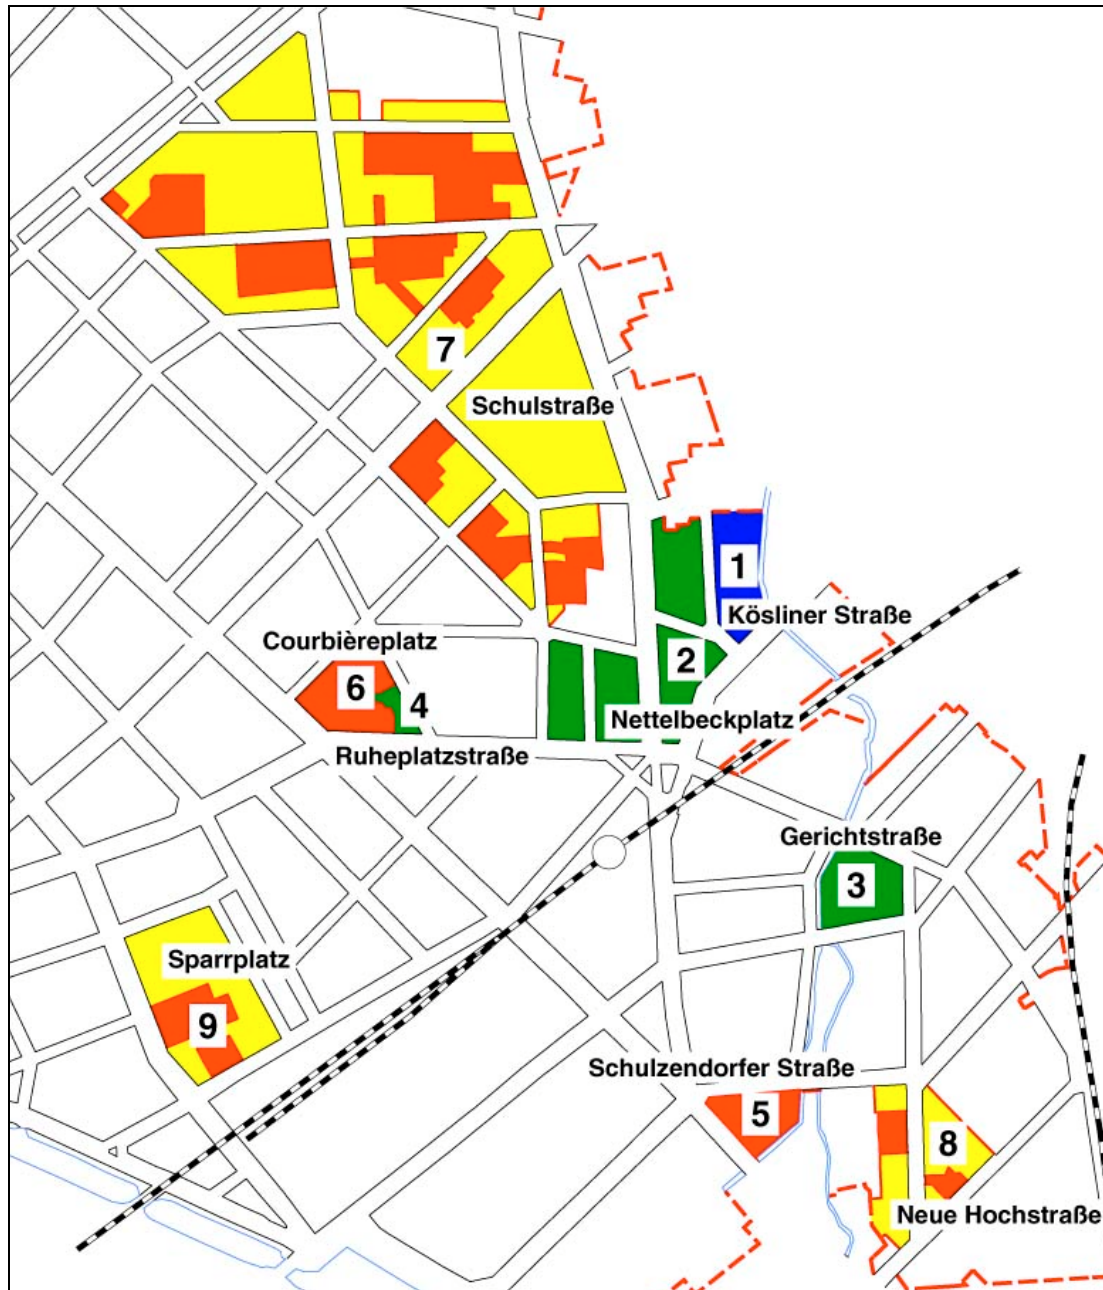 7
Schulstraße
1
Kösliner Straße
Courbièreplatz
2
6
4
Nettelbeckplatz
Ruheplatzstraße
Gerichtstraße
3
Sparrplatz
9
Schulzendorfer Straße
5
8
Neue Hochstraße